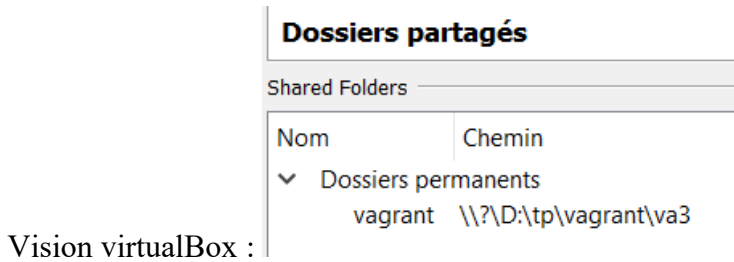 Dossiers partagés
Shared Folders
Nom Chemin
Dossiers permanents
vagrant \\?\D:\tp\vagrant\va3
Vision virtualBox :